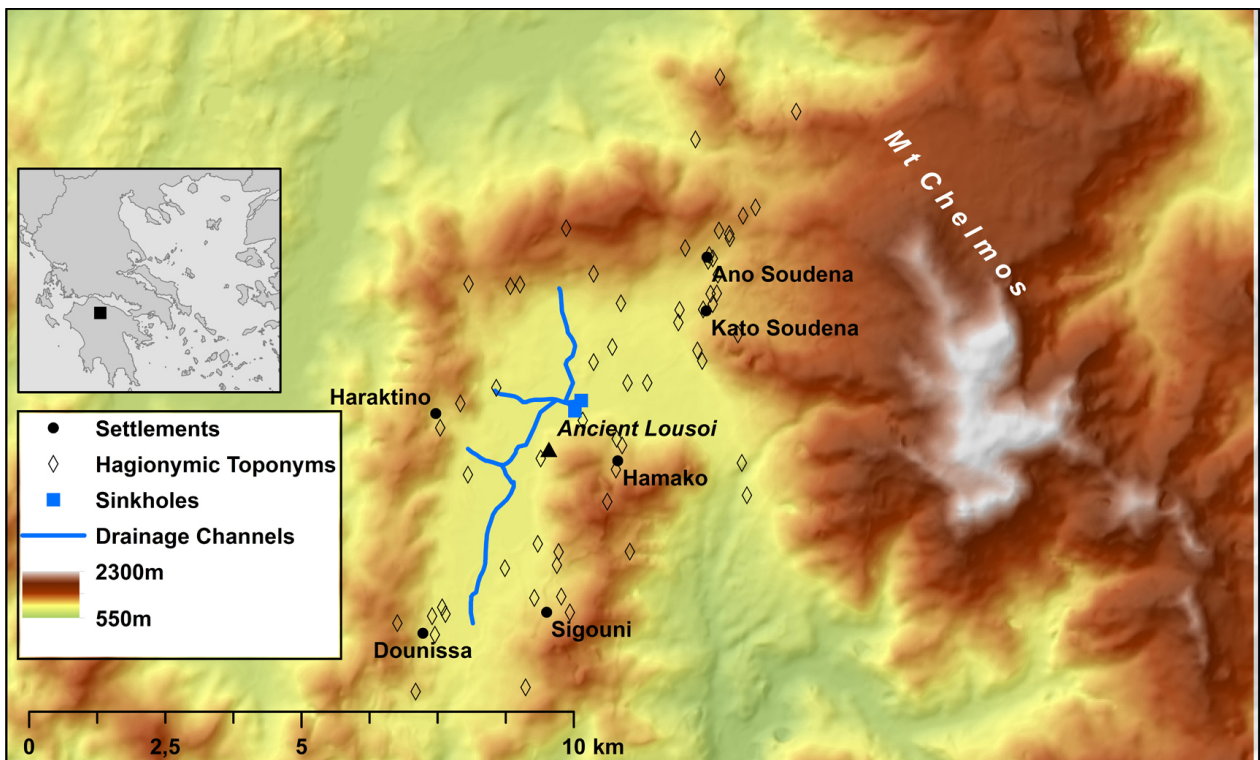 Mt Chelmos
Ano Soudena
Kato Soudena
Haraktino
Ancient Lousoi
Hamako
Settlements
Hagionymic Toponyms
Sinkholes
Drainage Channels
2300m
550m
Sigouni
Dounissa
0 2,5 5 10 km